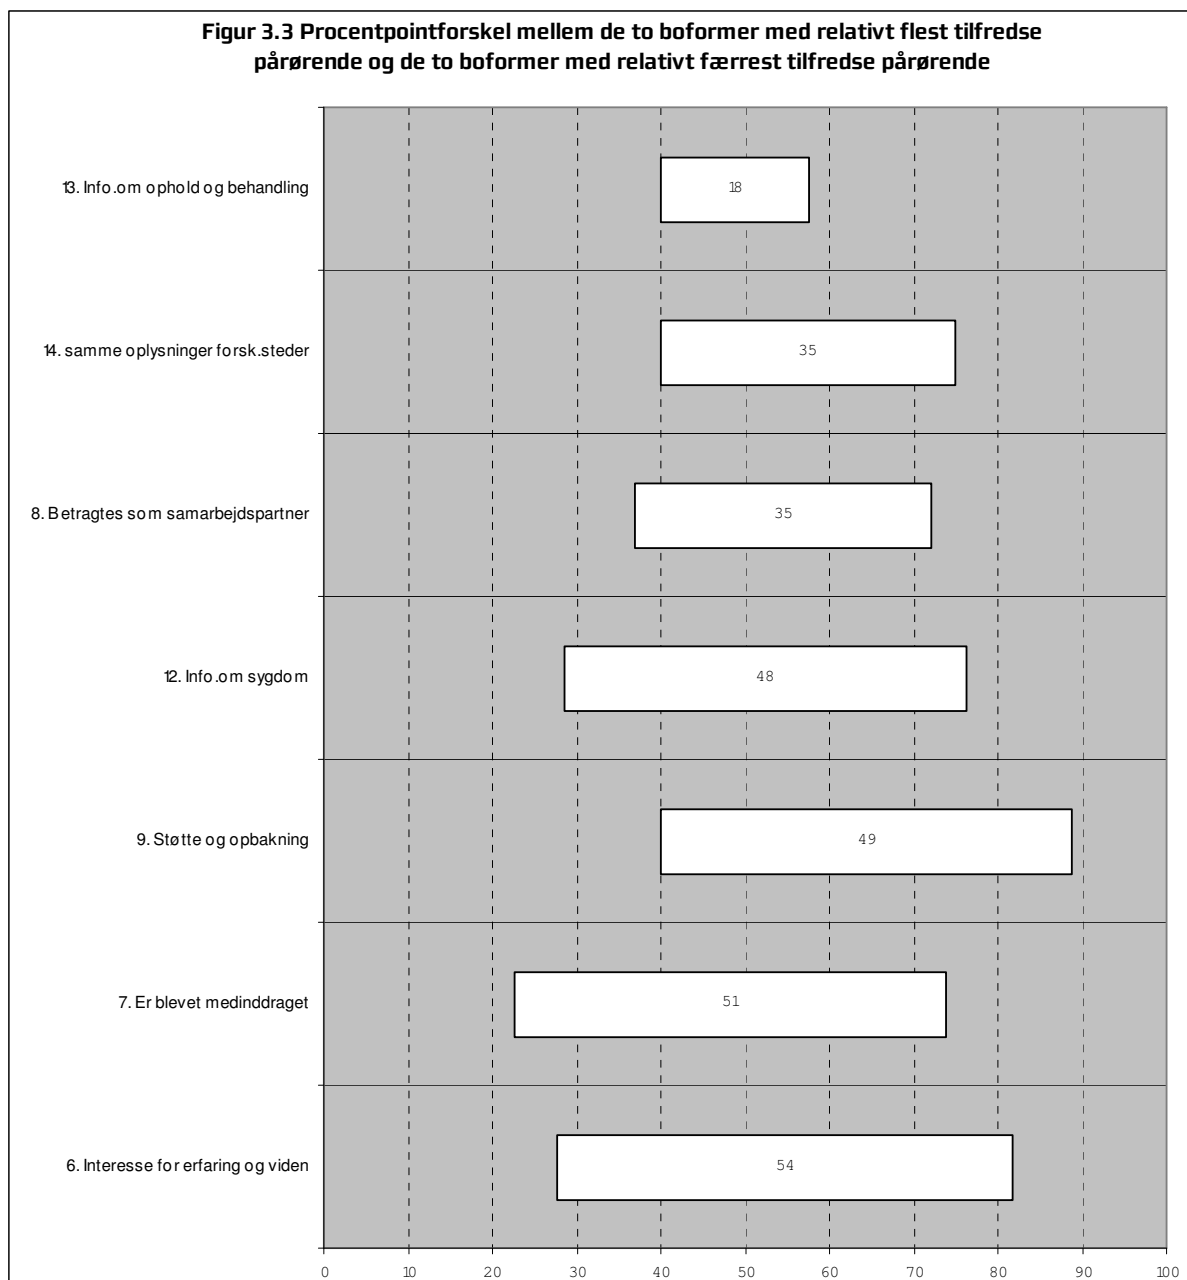 Figur 3.3 Procentpointforskel mellem de to boformer med relativt flest tilfredse
pårørende og de to boformer med relativt færrest tilfredse pårørende
13. Info.om ophold og behandling
18
14. samme oplysninger forsk.steder
35
8. Betragtes som samarbejdspartner
35
12. Info.om sygdom
48
9. Støtte og opbakning
49
7. Er blevet medinddraget
51
6. Interesse for erfaring og viden
54
0 10 20 30 40 50 60 70 80 90 100